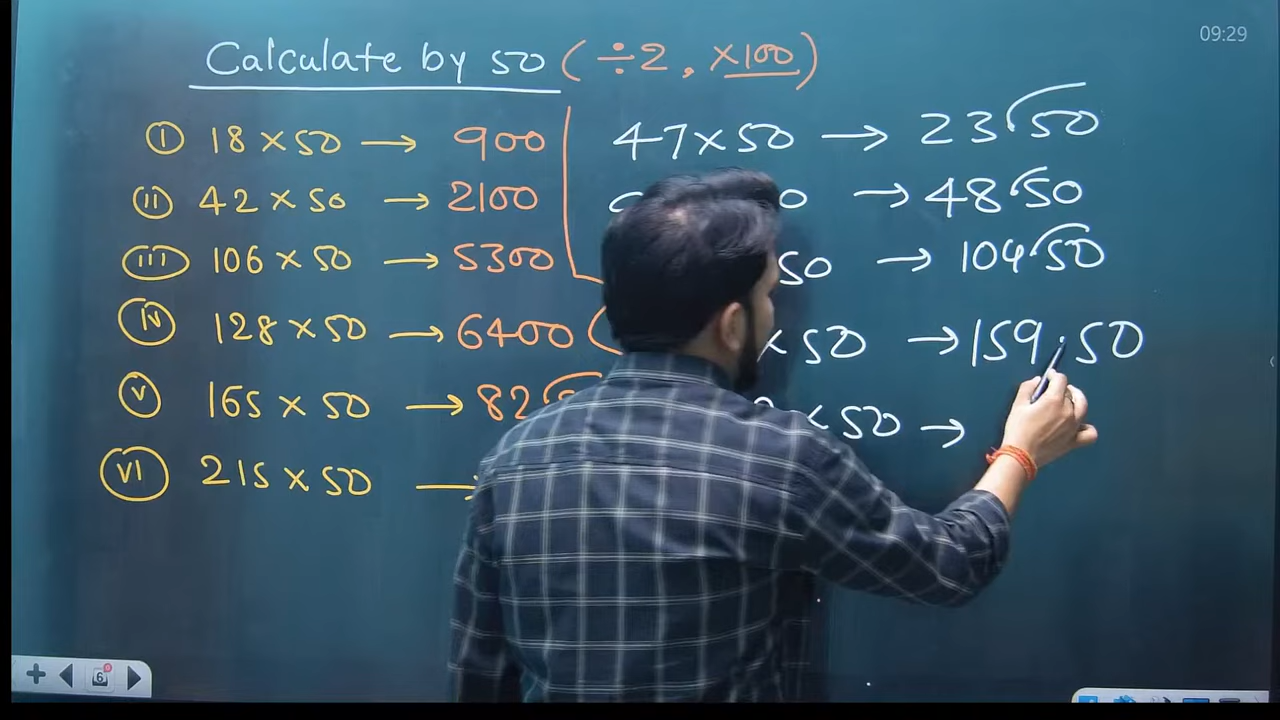 09:29
Calculate by 50 (÷2, ×100)
(i) 18 × 50 → 900
(ii) 42 × 50 → 2100
(iii) 106 × 50 → 5300
(iv) 128 × 50 → 6400
(v) 165 × 50 → 82
(vi) 215 × 50 →
47 × 50 → 23.50
→ 48.50
50 → 104.50
× 50 → 159.50
× 50 →
6